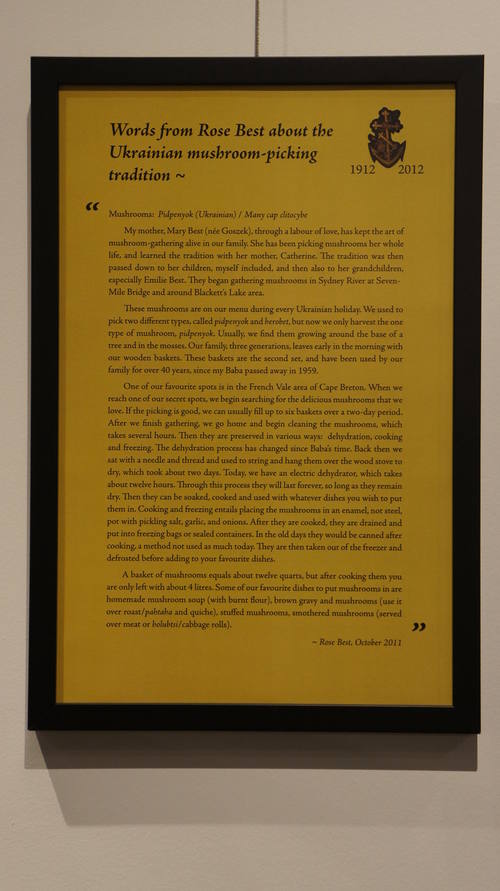 Words from Rose Best about the
Ukrainian mushroom-picking
tradition ~
1912 2012
“ Mushrooms: Pidpenyok (Ukrainian) / Many cap clitocybe
My mother, Mary Best (née Goszek), through a labour of love, has kept the art of
mushroom-gathering alive in our family. She has been picking mushrooms her whole
life, and learned the tradition with her mother, Catherine. The tradition was then
passed down to her children, myself included, and then also to her grandchildren,
especially Emilie Best. They began gathering mushrooms in Sydney River at Seven-
Mile Bridge and around Blackett's Lake area.
These mushrooms are on our menu during every Ukrainian holiday. We used to
pick two different types, called pidpenyok and herobet, but now we only harvest the one
type of mushroom, pidpenyok. Usually, we find them growing around the base of a
tree and in the mosses. Our family, three generations, leaves early in the morning with
our wooden baskets. These baskets are the second set, and have been used by our
family for over 40 years, since my Baba passed away in 1959.
One of our favourite spots is in the French Vale area of Cape Breton. When we
reach one of our secret spots, we begin searching for the delicious mushrooms that we
love. If the picking is good, we can usually fill up to six baskets over a two-day period.
After we finish gathering, we go home and begin cleaning the mushrooms, which
takes several hours. Then they are preserved in various ways: dehydration, cooking
and freezing. The dehydration process has changed since Baba's time. Back then we
sat with a needle and thread and used to string and hang them over the wood stove to
dry, which took about two days. Today, we have an electric dehydrator, which takes
about twelve hours. Through this process they will last forever, so long as they remain
dry. Then they can be soaked, cooked and used with whatever dishes you wish to put
them in. Cooking and freezing entails placing the mushrooms in an enamel, not steel,
pot with pickling salt, garlic, and onions. After they are cooked, they are drained and
put into freezing bags or sealed containers. In the old days they would be canned after
cooking, a method not used as much today. They are then taken out of the freezer and
defrosted before adding to your favourite dishes.
A basket of mushrooms equals about twelve quarts, but after cooking them you
are only left with about 4 litres. Some of our favourite dishes to put mushrooms in are
homemade mushroom soup (with burnt flour), brown gravy and mushrooms (use it
over roast/pahtaha and quiche), stuffed mushrooms, smothered mushrooms (served
over meat or holubtsi/cabbage rolls). ”
~ Rose Best, October 2011